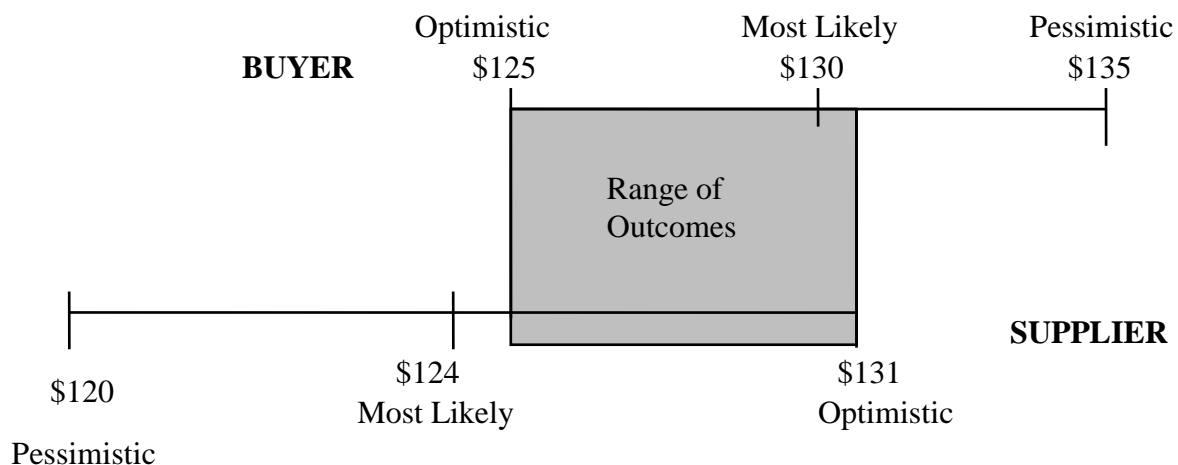 Optimistic Most Likely Pessimistic
BUYER $125 $130 $135
Range of
Outcomes
SUPPLIER
$120 $124 $131
Most Likely Optimistic
Pessimistic